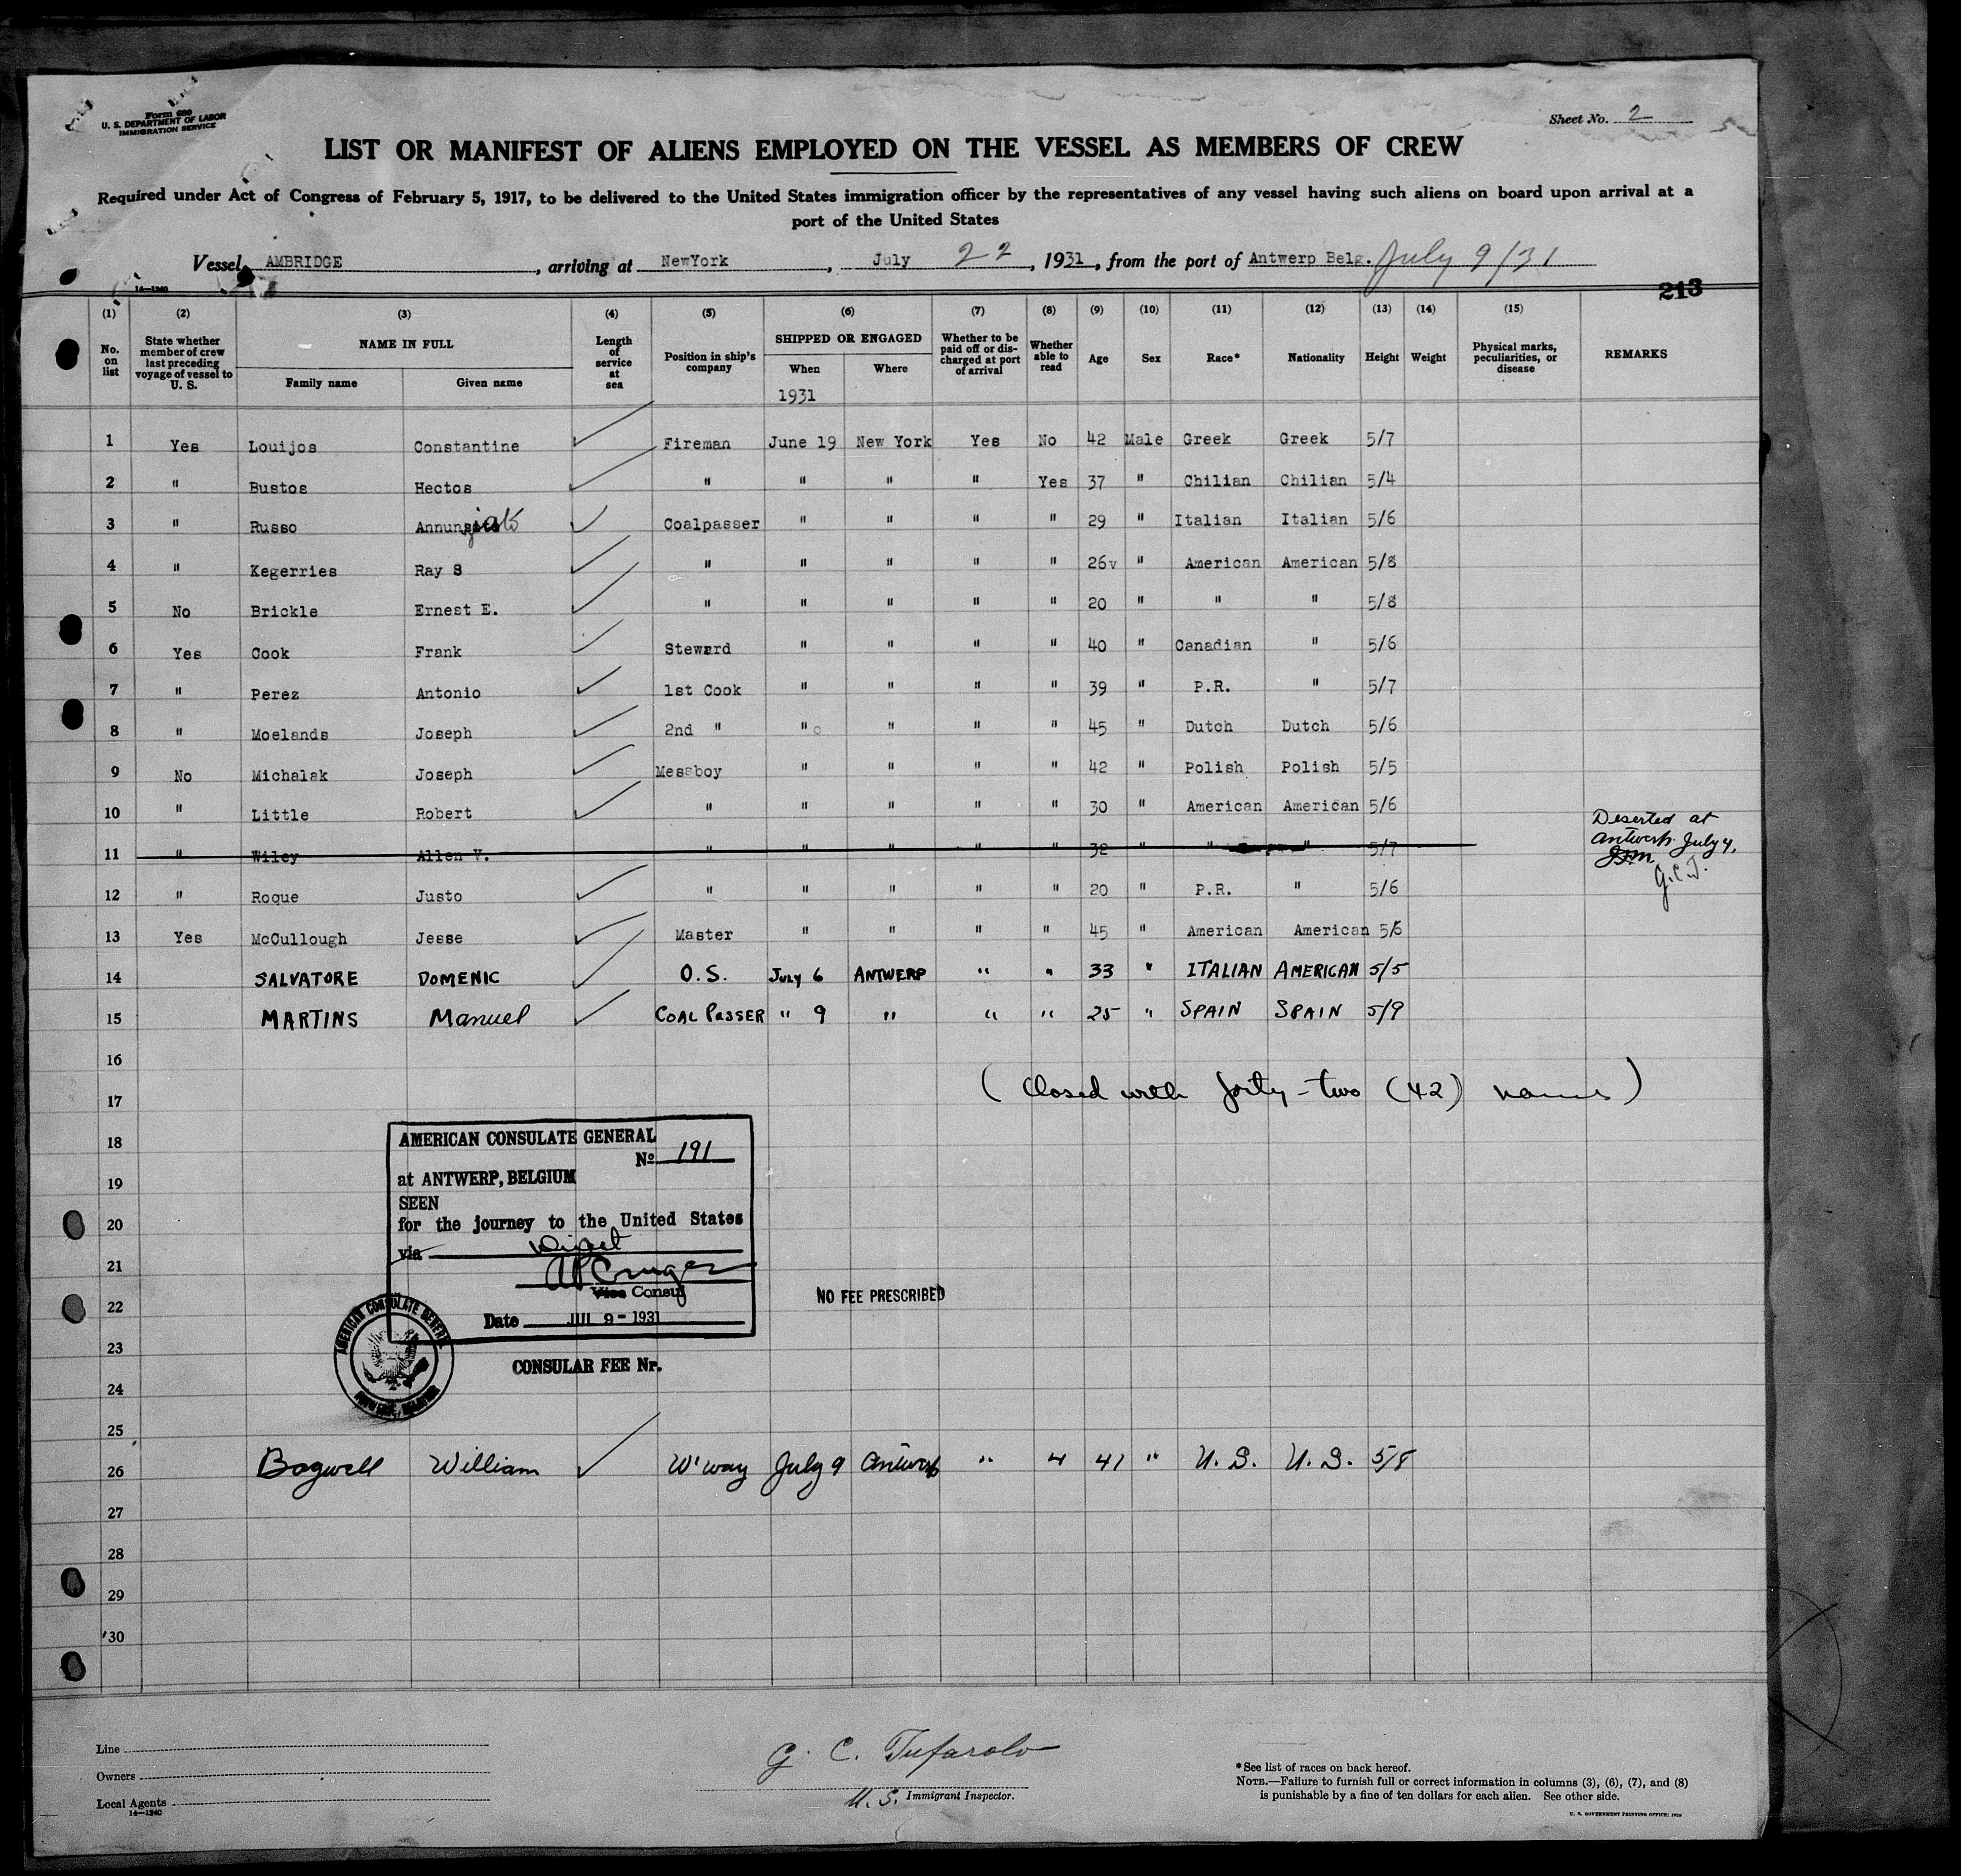 Form 689
U. S. DEPARTMENT OF LABOR
IMMIGRATION SERVICE
Sheet No. 2
LIST OR MANIFEST OF ALIENS EMPLOYED ON THE VESSEL AS MEMBERS OF CREW
Required under Act of Congress of February 5, 1917, to be delivered to the United States immigration officer by the representatives of any vessel having such aliens on board upon arrival at a
port of the United States
Vessel AMBRIDGE, arriving at NewYork, July 22, 1931, from the port of Antwerp Belg. July 9/31
14—1240
213
(1) (2) (3) (4) (5) (6) (7) (8) (9) (10) (11) (12) (13) (14) (15)
No. on list
State whether member of crew last preceding voyage of vessel to U. S.
NAME IN FULL
Family name Given name
Length of service at sea
Position in ship's company
SHIPPED OR ENGAGED
When Where
1931
Whether to be paid off or discharged at port of arrival
Whether able to read
Age Sex Race* Nationality Height Weight
Physical marks, peculiarities, or disease
REMARKS
1 Yes Louijos Constantine Fireman June 19 New York Yes No 42 Male Greek Greek 5/7
2 " Bustos Hectos " " " " Yes 37 " Chilian Chilian 5/4
3 " Russo Annunziato Coalpasser " " " " 29 " Italian Italian 5/6
4 " Kegerries Ray S " " " " " 26v " American American 5/8
5 No Brickle Ernest E. " " " " " 20 " " " 5/8
6 Yes Cook Frank Steward " " " " 40 " Canadian " 5/6
7 " Perez Antonio 1st Cook " " " " 39 " P.R. " 5/7
8 " Moelands Joseph 2nd " " " " " 45 " Dutch Dutch 5/6
9 No Michalak Joseph Messboy " " " " 42 " Polish Polish 5/5
10 " Little Robert " " " " " 30 " American American 5/6
11 " Wiley Allen V. " " " " " 32 " " " 5/7 Deserted at Antwerp July 4, G.C.T.
12 " Roque Justo " " " " " 20 " P.R. " 5/6
13 Yes McCullough Jesse Master " " " " 45 " American American 5/6
14 SALVATORE DOMENIC O.S. JULY 6 ANTWERP " " 33 " ITALIAN AMERICAN 5/5
15 MARTINS Manuel COAL PASSER " 9 " " " 25 " SPAIN SPAIN 5/9
16
17 (Closed with forty-two (42) names)
18
19
20
21
22
23
24
25
AMERICAN CONSULATE GENERAL
No 191
at ANTWERP, BELGIUM
SEEN
for the journey to the United States
via Direct
Vice Consul
Date JUL 9-1931
NO FEE PRESCRIBED
AMERICAN CONSULATE GENERAL
ANTWERP, BELGIUM
CONSULAR FEE Nr.
26 Bagwell William W'way July 9 Antwerp " " 41 " U.S. U.S. 5/8
27
28
29
30
Line
Owners
Local Agents
14—1240
G. C. Tufarolo
U.S. Immigrant Inspector.
*See list of races on back hereof.
NOTE.—Failure to furnish full or correct information in columns (3), (6), (7), and (8)
is punishable by a fine of ten dollars for each alien. See other side.